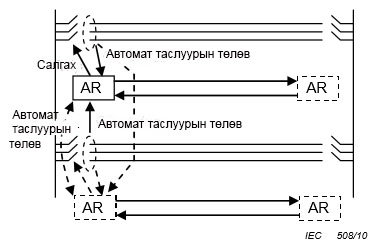 Автомат таслуурын төлөв
Салгах
AR
AR
Автомат
таслуурын
төлөв
Автомат таслуурын төлөв
AR
AR
IEC 508/10